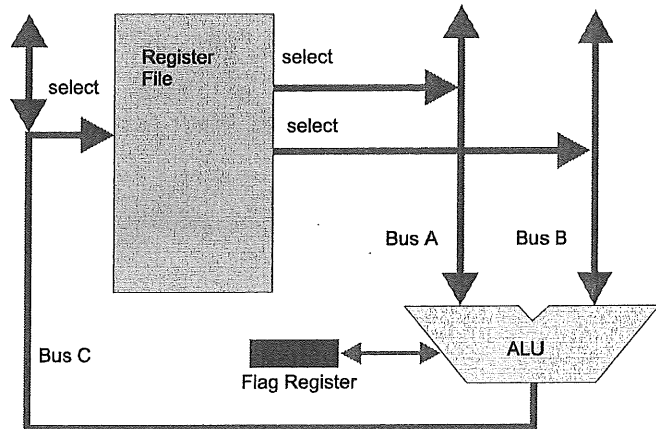 Register
File
select
select
select
Bus A
Bus B
Bus C
ALU
Flag Register